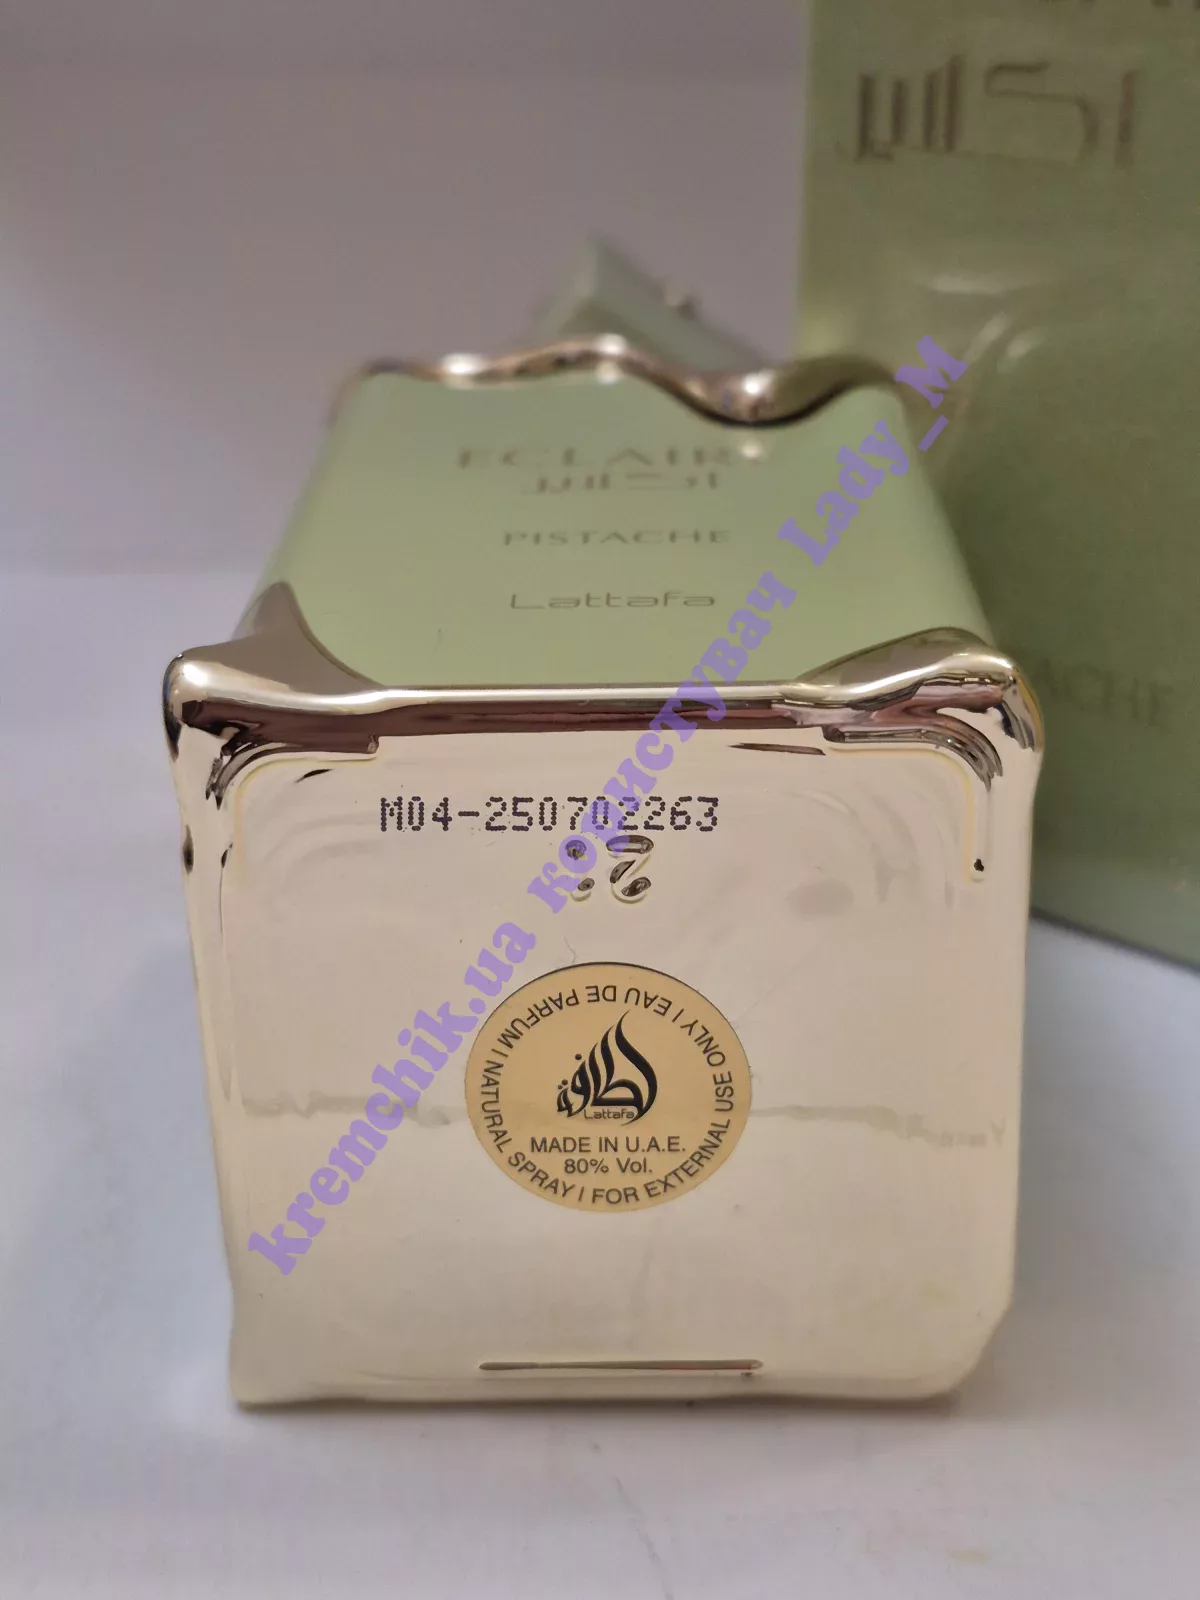 اكلير
ECLAIR
اكلير
PISTACHE
Lattafa
M04-250702263
EAU DE PARFUM | NATURAL SPRAY | FOR EXTERNAL USE ONLY |
لطافة
Lattafa
MADE IN U.A.E.
80% Vol.
kremchik.ua користувач Lady_M